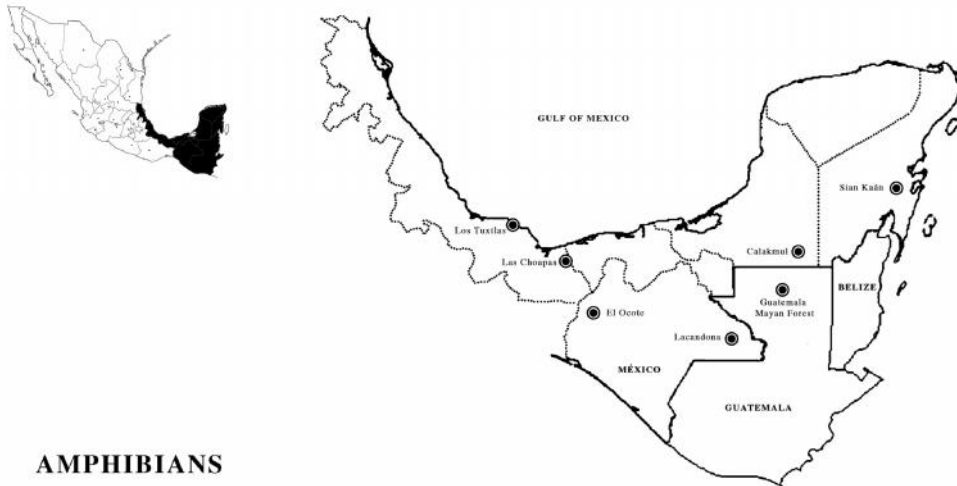 GULF OF MEXICO
Sian Kaán
Los Tuxtlas
Calakmul
Las Choapas
BELIZE
Guatemala
Mayan Forest
El Ocote
Lacandona
MÉXICO
GUATEMALA
AMPHIBIANS